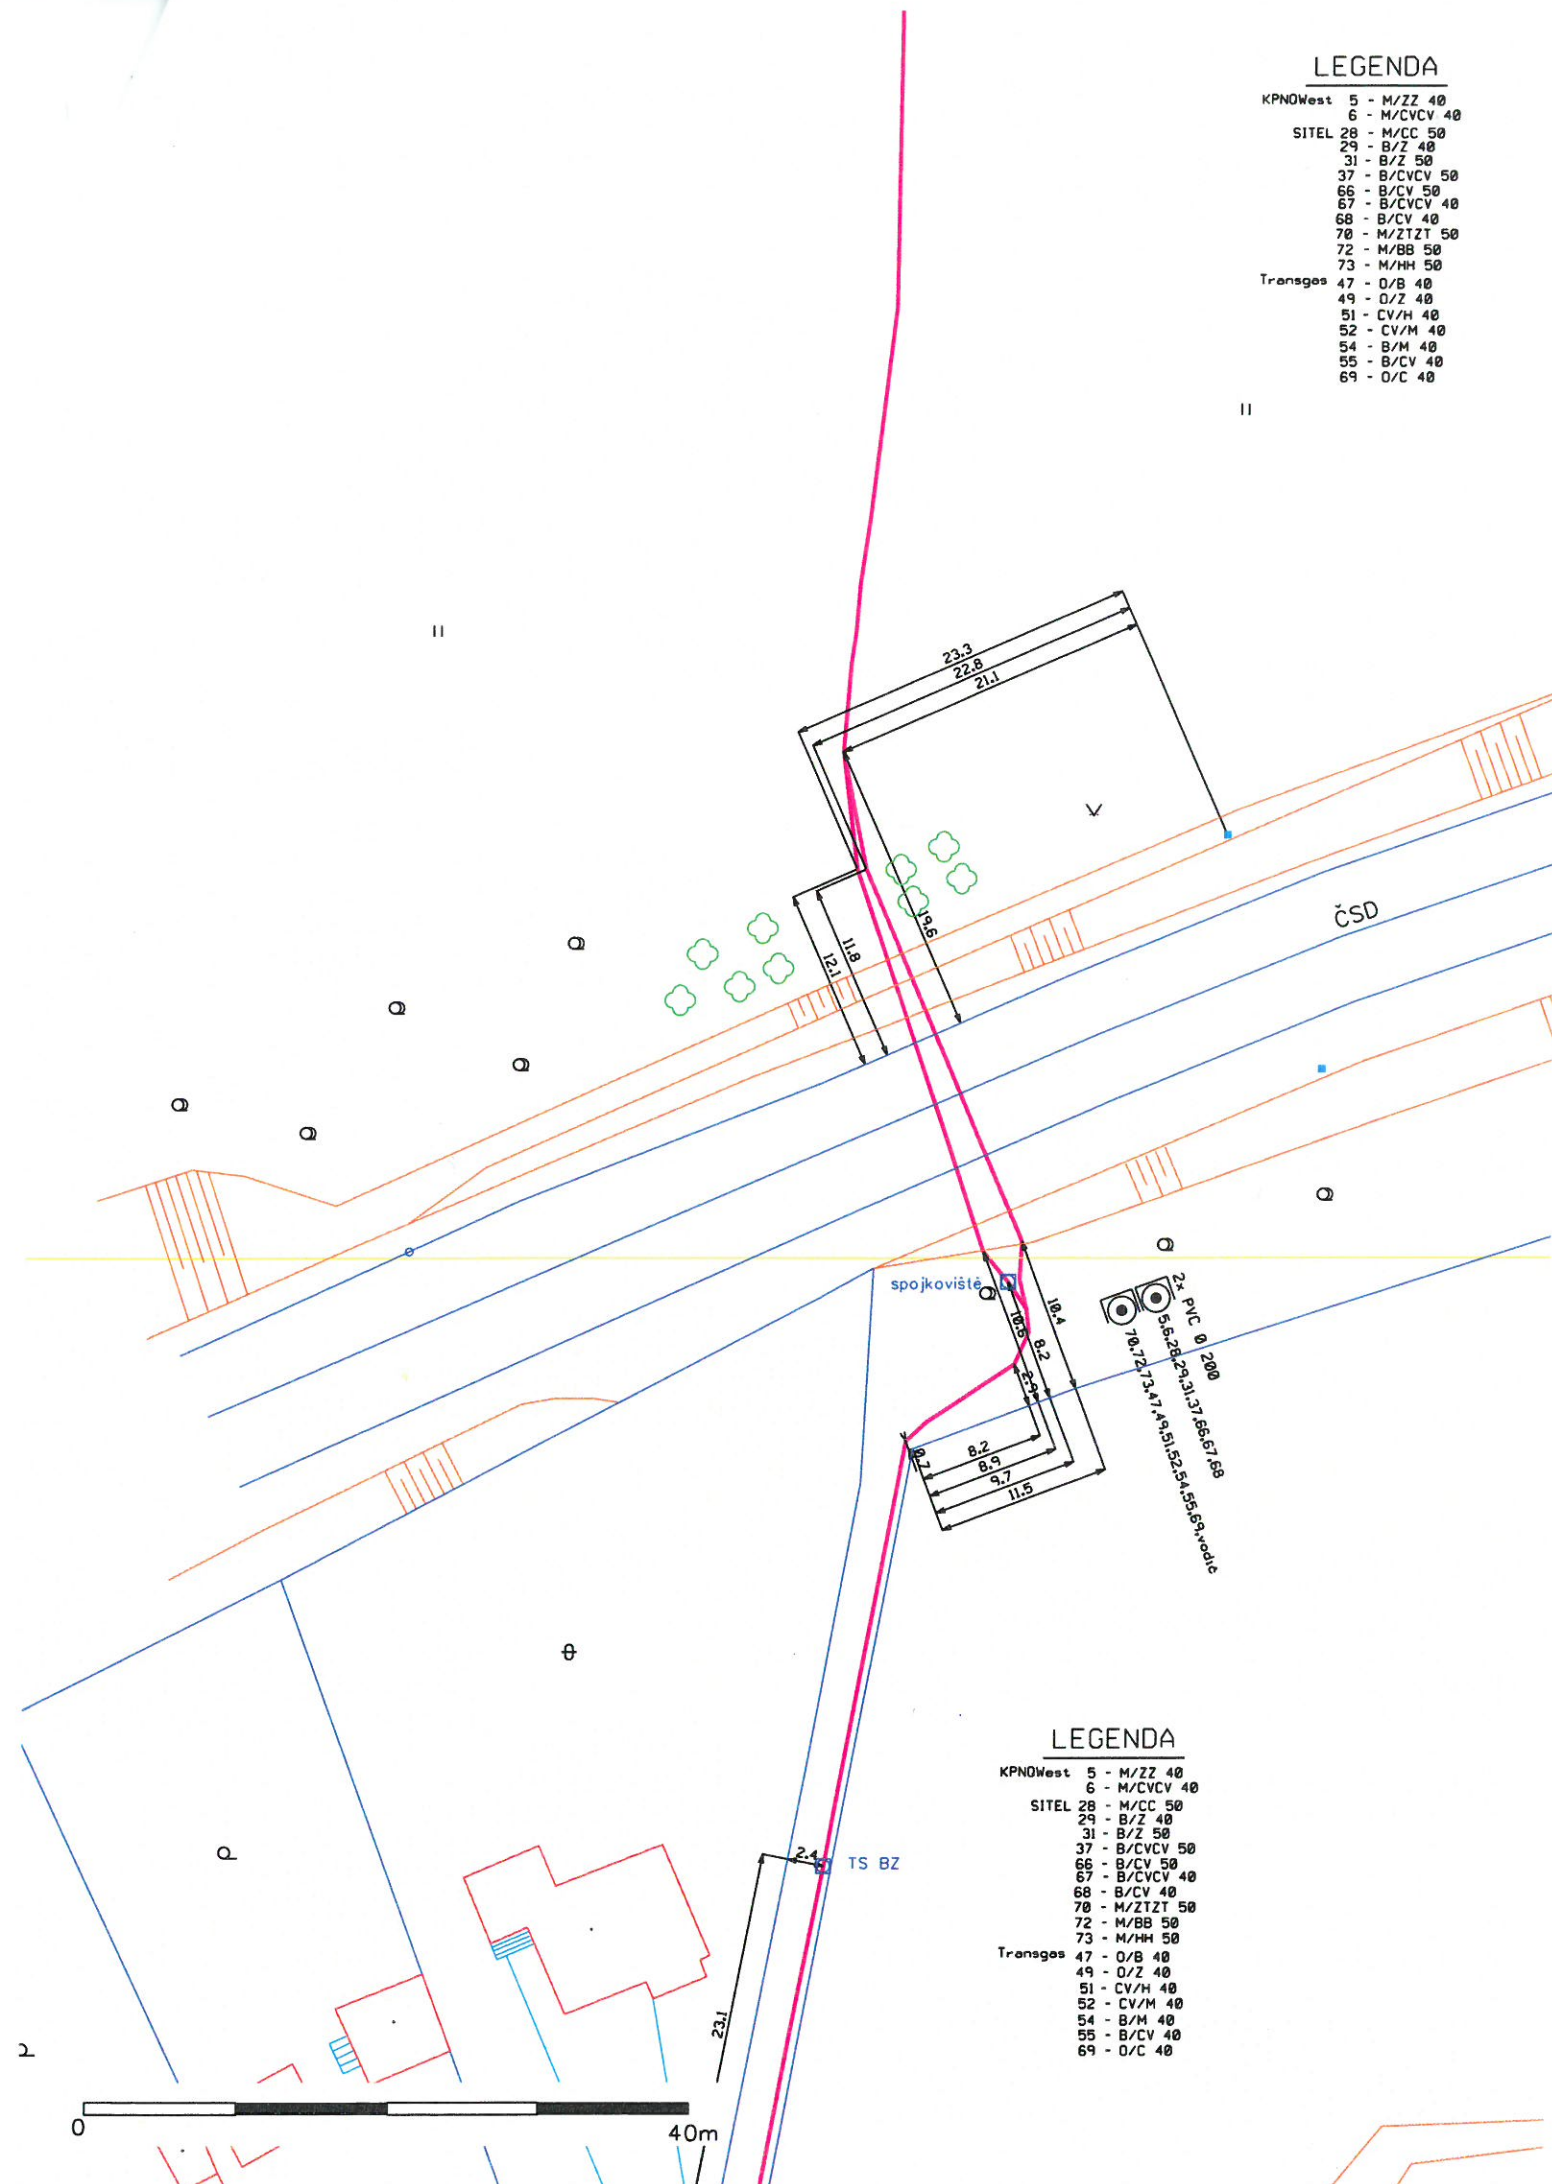 LEGENDA
KPNQWest 5 - M/ZZ 40
6 - M/CVCV 40
SITEL 28 - M/CC 50
29 - B/Z 40
31 - B/Z 50
37 - B/CVCV 50
66 - B/CV 50
67 - B/CVCV 40
68 - B/CV 40
70 - M/ZTZT 50
72 - M/BB 50
73 - M/HH 50
Transgas 47 - O/B 40
49 - O/Z 40
51 - CV/H 40
52 - CV/M 40
54 - B/M 40
55 - B/CV 40
69 - O/C 40
23.3
22.8
21.1
ČSD
19.6
11.8
12.1
spojkoviště
10.4
10.6
8.2
2.9
2x PVC Ø 200
5,6,28,29,31,37,66,67,68
70,72,73,47,49,51,52,54,55,69,vodič
0.7
8.2
8.9
9.7
11.5
LEGENDA
KPNQWest 5 - M/ZZ 40
6 - M/CVCV 40
SITEL 28 - M/CC 50
29 - B/Z 40
31 - B/Z 50
37 - B/CVCV 50
66 - B/CV 50
67 - B/CVCV 40
68 - B/CV 40
70 - M/ZTZT 50
72 - M/BB 50
73 - M/HH 50
Transgas 47 - O/B 40
49 - O/Z 40
51 - CV/H 40
52 - CV/M 40
54 - B/M 40
55 - B/CV 40
69 - O/C 40
2.4
TS BZ
23.1
0
40m